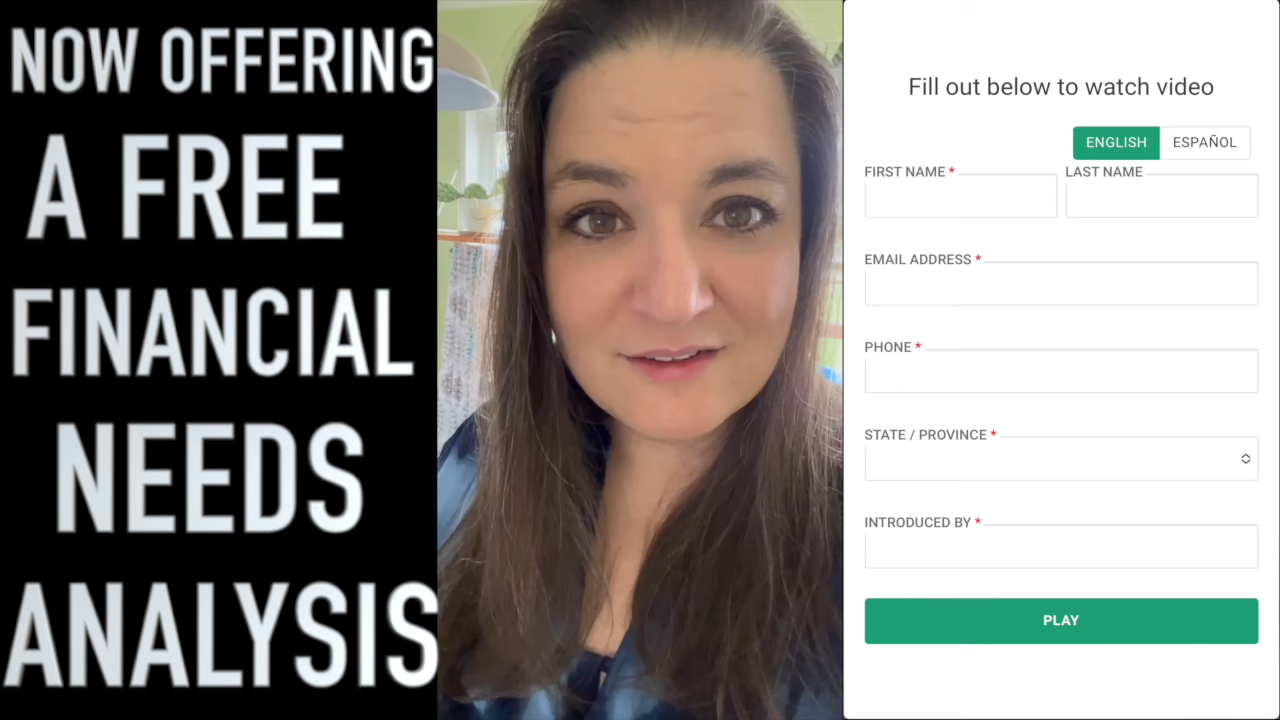 NOW OFFERING
A FREE
FINANCIAL
NEEDS
ANALYSIS
Fill out below to watch video
ENGLISH ESPAÑOL
FIRST NAME * LAST NAME
EMAIL ADDRESS *
PHONE *
STATE / PROVINCE *
INTRODUCED BY *
PLAY